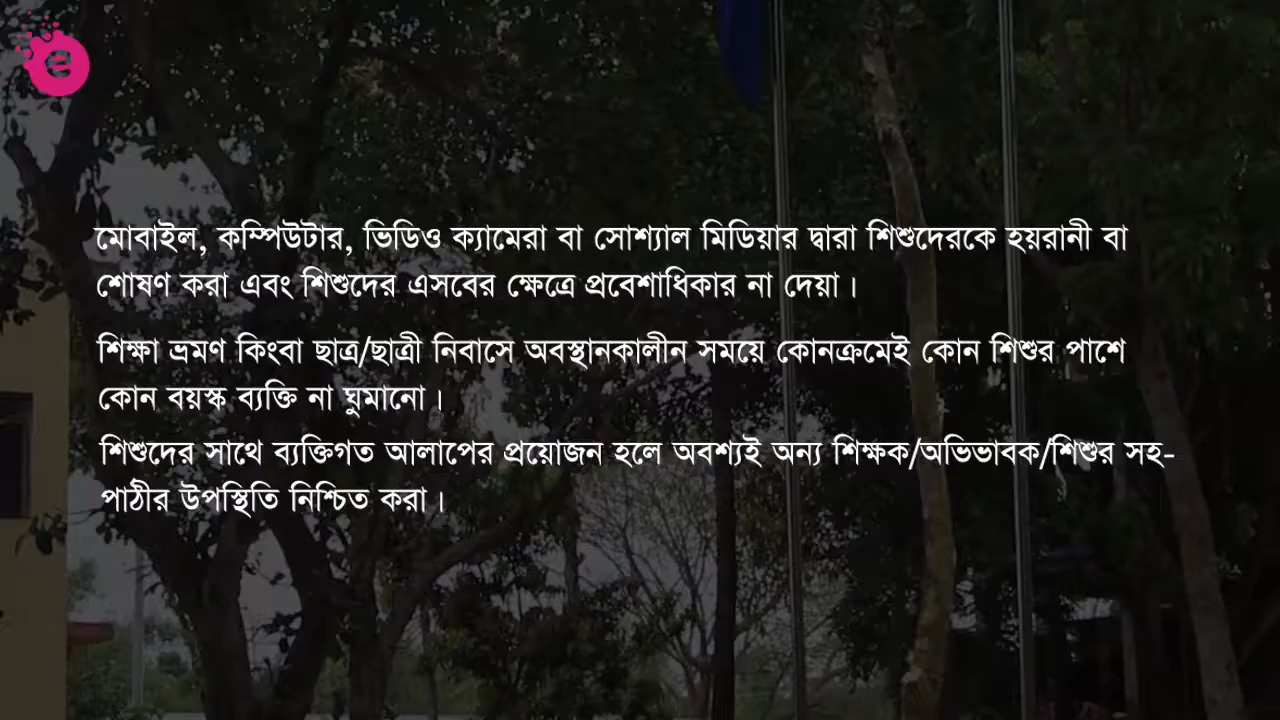 মোবাইল, কম্পিউটার, ভিডিও ক্যামেরা বা সোশ্যাল মিডিয়ার দ্বারা শিশুদেরকে হয়রানী বা
শোষণ করা এবং শিশুদের এসবের ক্ষেত্রে প্রবেশাধিকার না দেয়া।
শিক্ষা ভ্রমণ কিংবা ছাত্র/ছাত্রী নিবাসে অবস্থানকালীন সময়ে কোনক্রমেই কোন শিশুর পাশে
কোন বয়স্ক ব্যক্তি না ঘুমানো।
শিশুদের সাথে ব্যক্তিগত আলাপের প্রয়োজন হলে অবশ্যই অন্য শিক্ষক/অভিভাবক/শিশুর সহ-
পাঠীর উপস্থিতি নিশ্চিত করা।